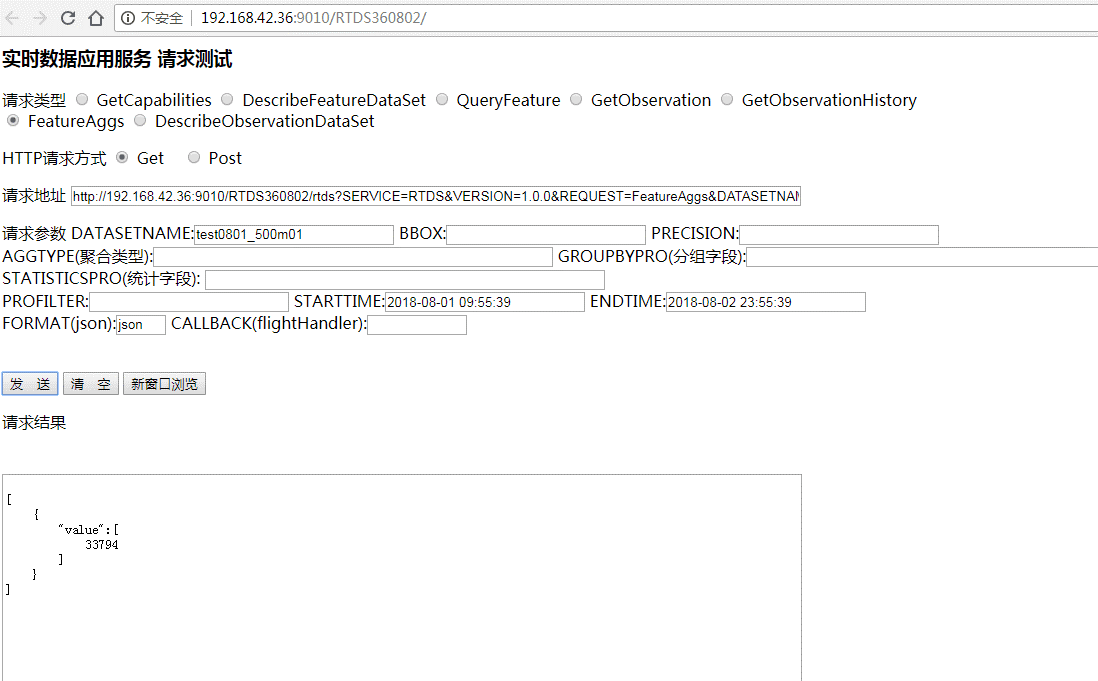 不安全 192.168.42.36:9010/RTDS360802/
实时数据应用服务 请求测试
请求类型 GetCapabilities DescribeFeatureDataSet QueryFeature GetObservation GetObservationHistory
FeatureAggs DescribeObservationDataSet
HTTP请求方式 Get Post
请求地址 http://192.168.42.36:9010/RTDS360802/rtds?SERVICE=RTDS&VERSION=1.0.0&REQUEST=FeatureAggs&DATASETNAM
请求参数 DATASETNAME:test0801_500m01 BBOX: PRECISION:
AGGTYPE(聚合类型): GROUPBYPRO(分组字段):
STATISTICSPRO(统计字段):
PROFILTER: STARTTIME:2018-08-01 09:55:39 ENDTIME:2018-08-02 23:55:39
FORMAT(json):json CALLBACK(flightHandler):
发 送 清 空 新窗口浏览
请求结果
[
{
"value":[
33794
]
}
]